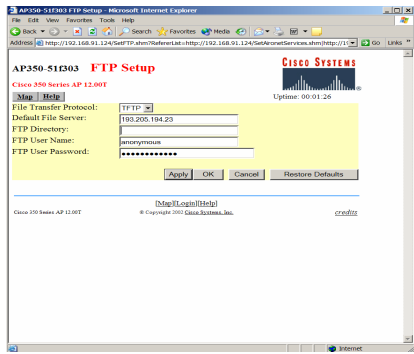 AP350-51f303 FTP Setup - Microsoft Internet Explorer
File Edit View Favorites Tools Help
Back Search Favorites Media
Address http://192.168.91.124/SetFTP.shm?RefererList=http://192.168.91.124/SetAironetServices.shm|http://1 Go Links »
AP350-51f303 FTP Setup
CISCO SYSTEMS
Cisco 350 Series AP 12.00T
Map Help
Uptime: 00:01:26
File Transfer Protocol: TFTP
Default File Server: 193.205.194.23
FTP Directory:
FTP User Name: anonymous
FTP User Password: ••••••••••••
Apply OK Cancel Restore Defaults
[Map][Login][Help]
Cisco 350 Series AP 12.00T © Copyright 2002 Cisco Systems, Inc. credits
Internet